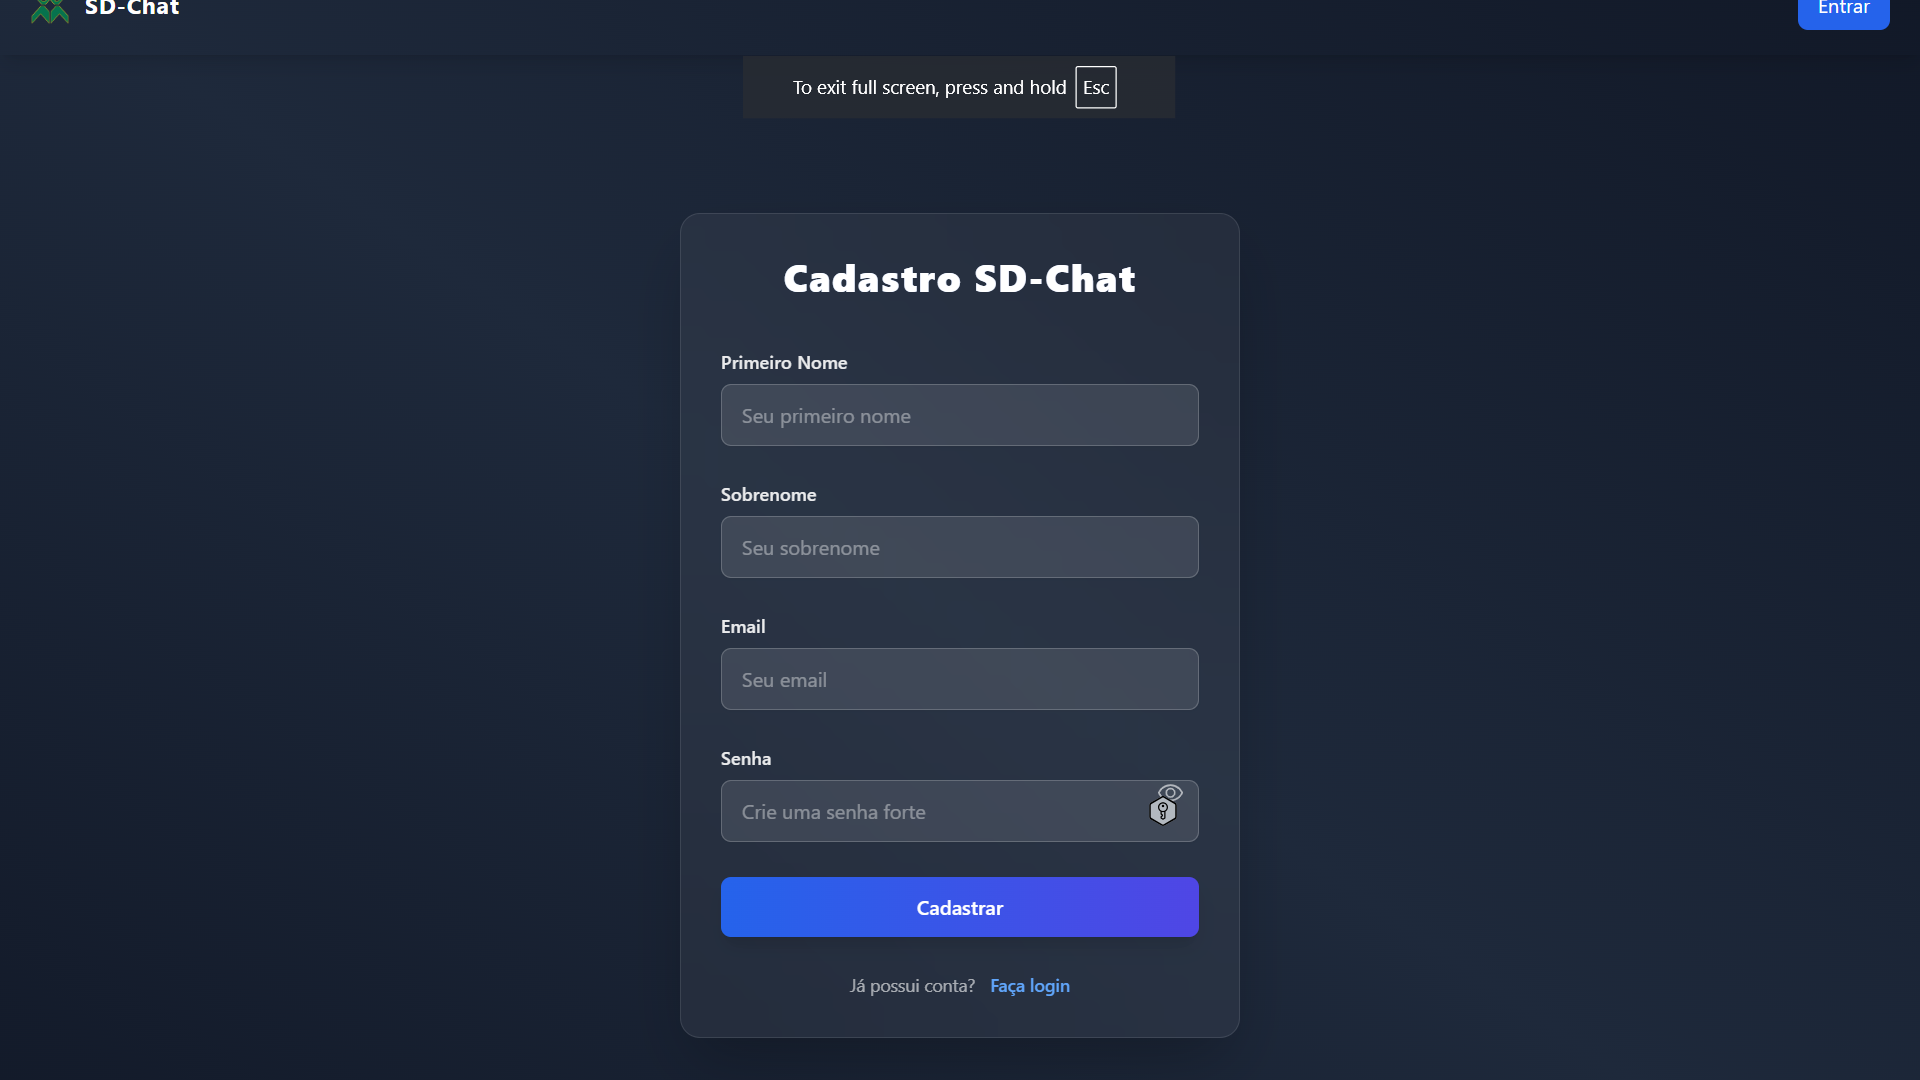 SD-Chat
Entrar
To exit full screen, press and hold Esc
Cadastro SD-Chat
Primeiro Nome
Seu primeiro nome
Sobrenome
Seu sobrenome
Email
Seu email
Senha
Crie uma senha forte
Cadastrar
Já possui conta? Faça login